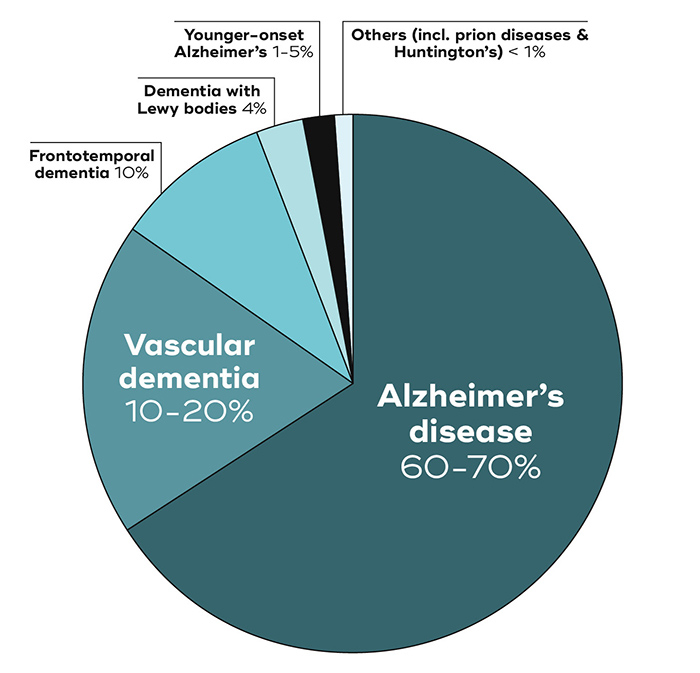 Younger-onset
Alzheimer's 1-5%
Others (incl. prion diseases &
Huntington's) < 1%
Dementia with
Lewy bodies 4%
Frontotemporal
dementia 10%
Vascular
dementia
10-20%
Alzheimer's
disease
60-70%